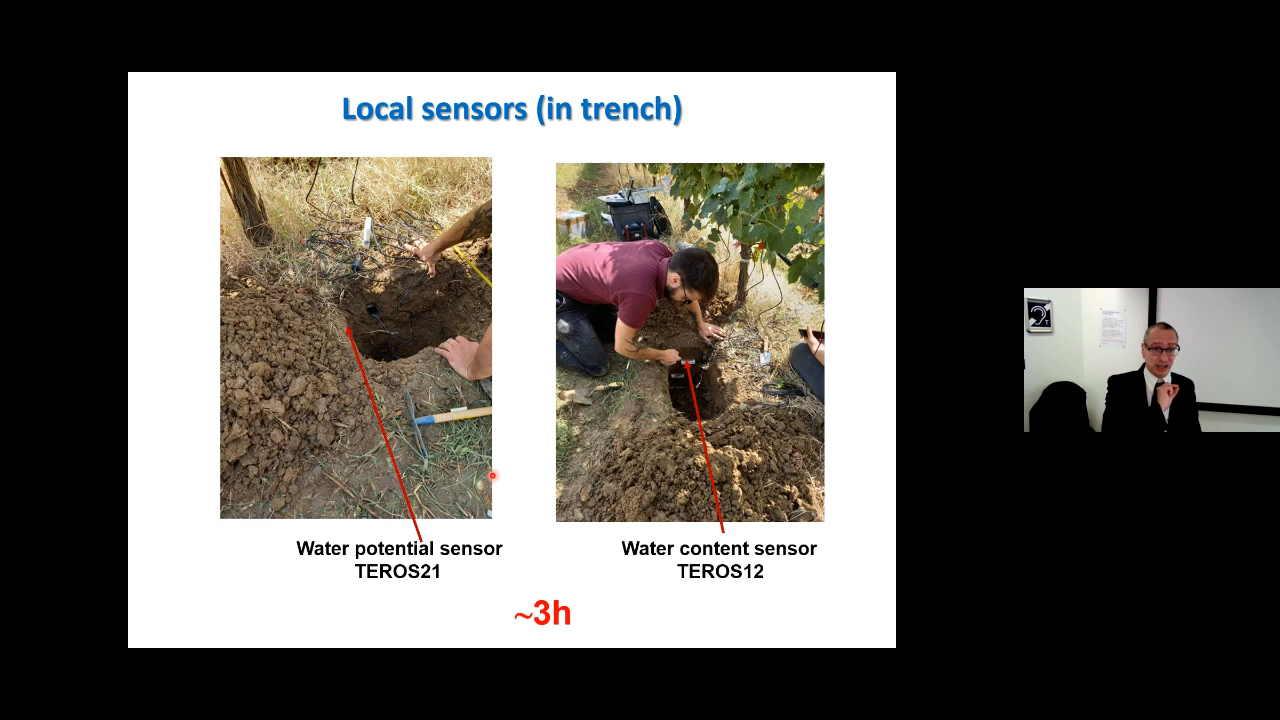 Local sensors (in trench)
Water potential sensor
TEROS21
Water content sensor
TEROS12
~3h
T